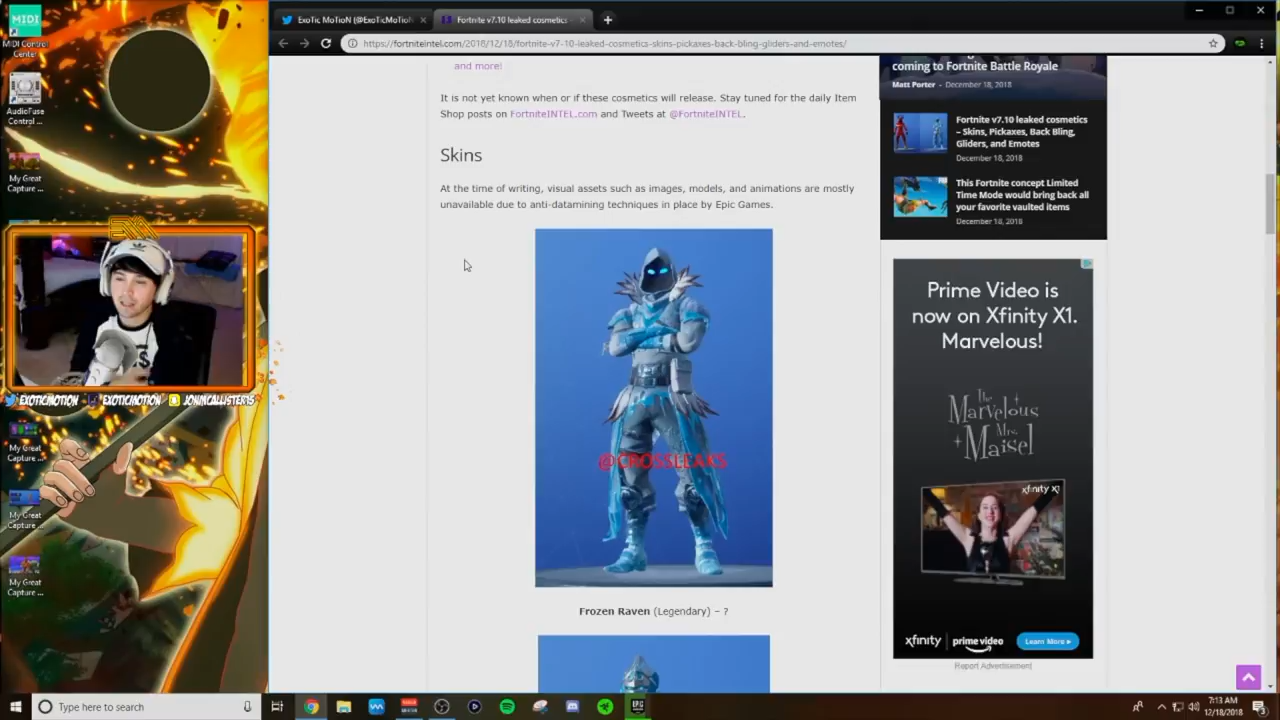 MIDI Control
Center
AudioFuse
Control ...
My Great
Capture ...
EXOTICMOTION
EXOTICMOTION
JONMCALLISTER15
My Great
Capture ...
My Great
Capture ...
My Great
Capture ...
ExoTic MoTioN (@ExoTicMoTioN
Fortnite v7.10 leaked cosmetics -
https://fortniteintel.com/2018/12/18/fortnite-v7-10-leaked-cosmetics-skins-pickaxes-back-bling-gliders-and-emotes/
and more!
It is not yet known when or if these cosmetics will release. Stay tuned for the daily Item
Shop posts on FortniteINTEL.com and Tweets at @FortniteINTEL.
Skins
At the time of writing, visual assets such as images, models, and animations are mostly
unavailable due to anti-datamining techniques in place by Epic Games.
@CROSSLEAKS
Frozen Raven (Legendary) – ?
coming to Fortnite Battle Royale
Matt Porter - December 18, 2018
Fortnite v7.10 leaked cosmetics
– Skins, Pickaxes, Back Bling,
Gliders, and Emotes
December 18, 2018
This Fortnite concept Limited
Time Mode would bring back all
your favorite vaulted items
December 18, 2018
Prime Video is
now on Xfinity X1.
Marvelous!
The
Marvelous
Mrs.
Maisel
xfinity X1
xfinity prime video Learn More
Report Advertisement
Type here to search
7:13 AM
12/18/2018